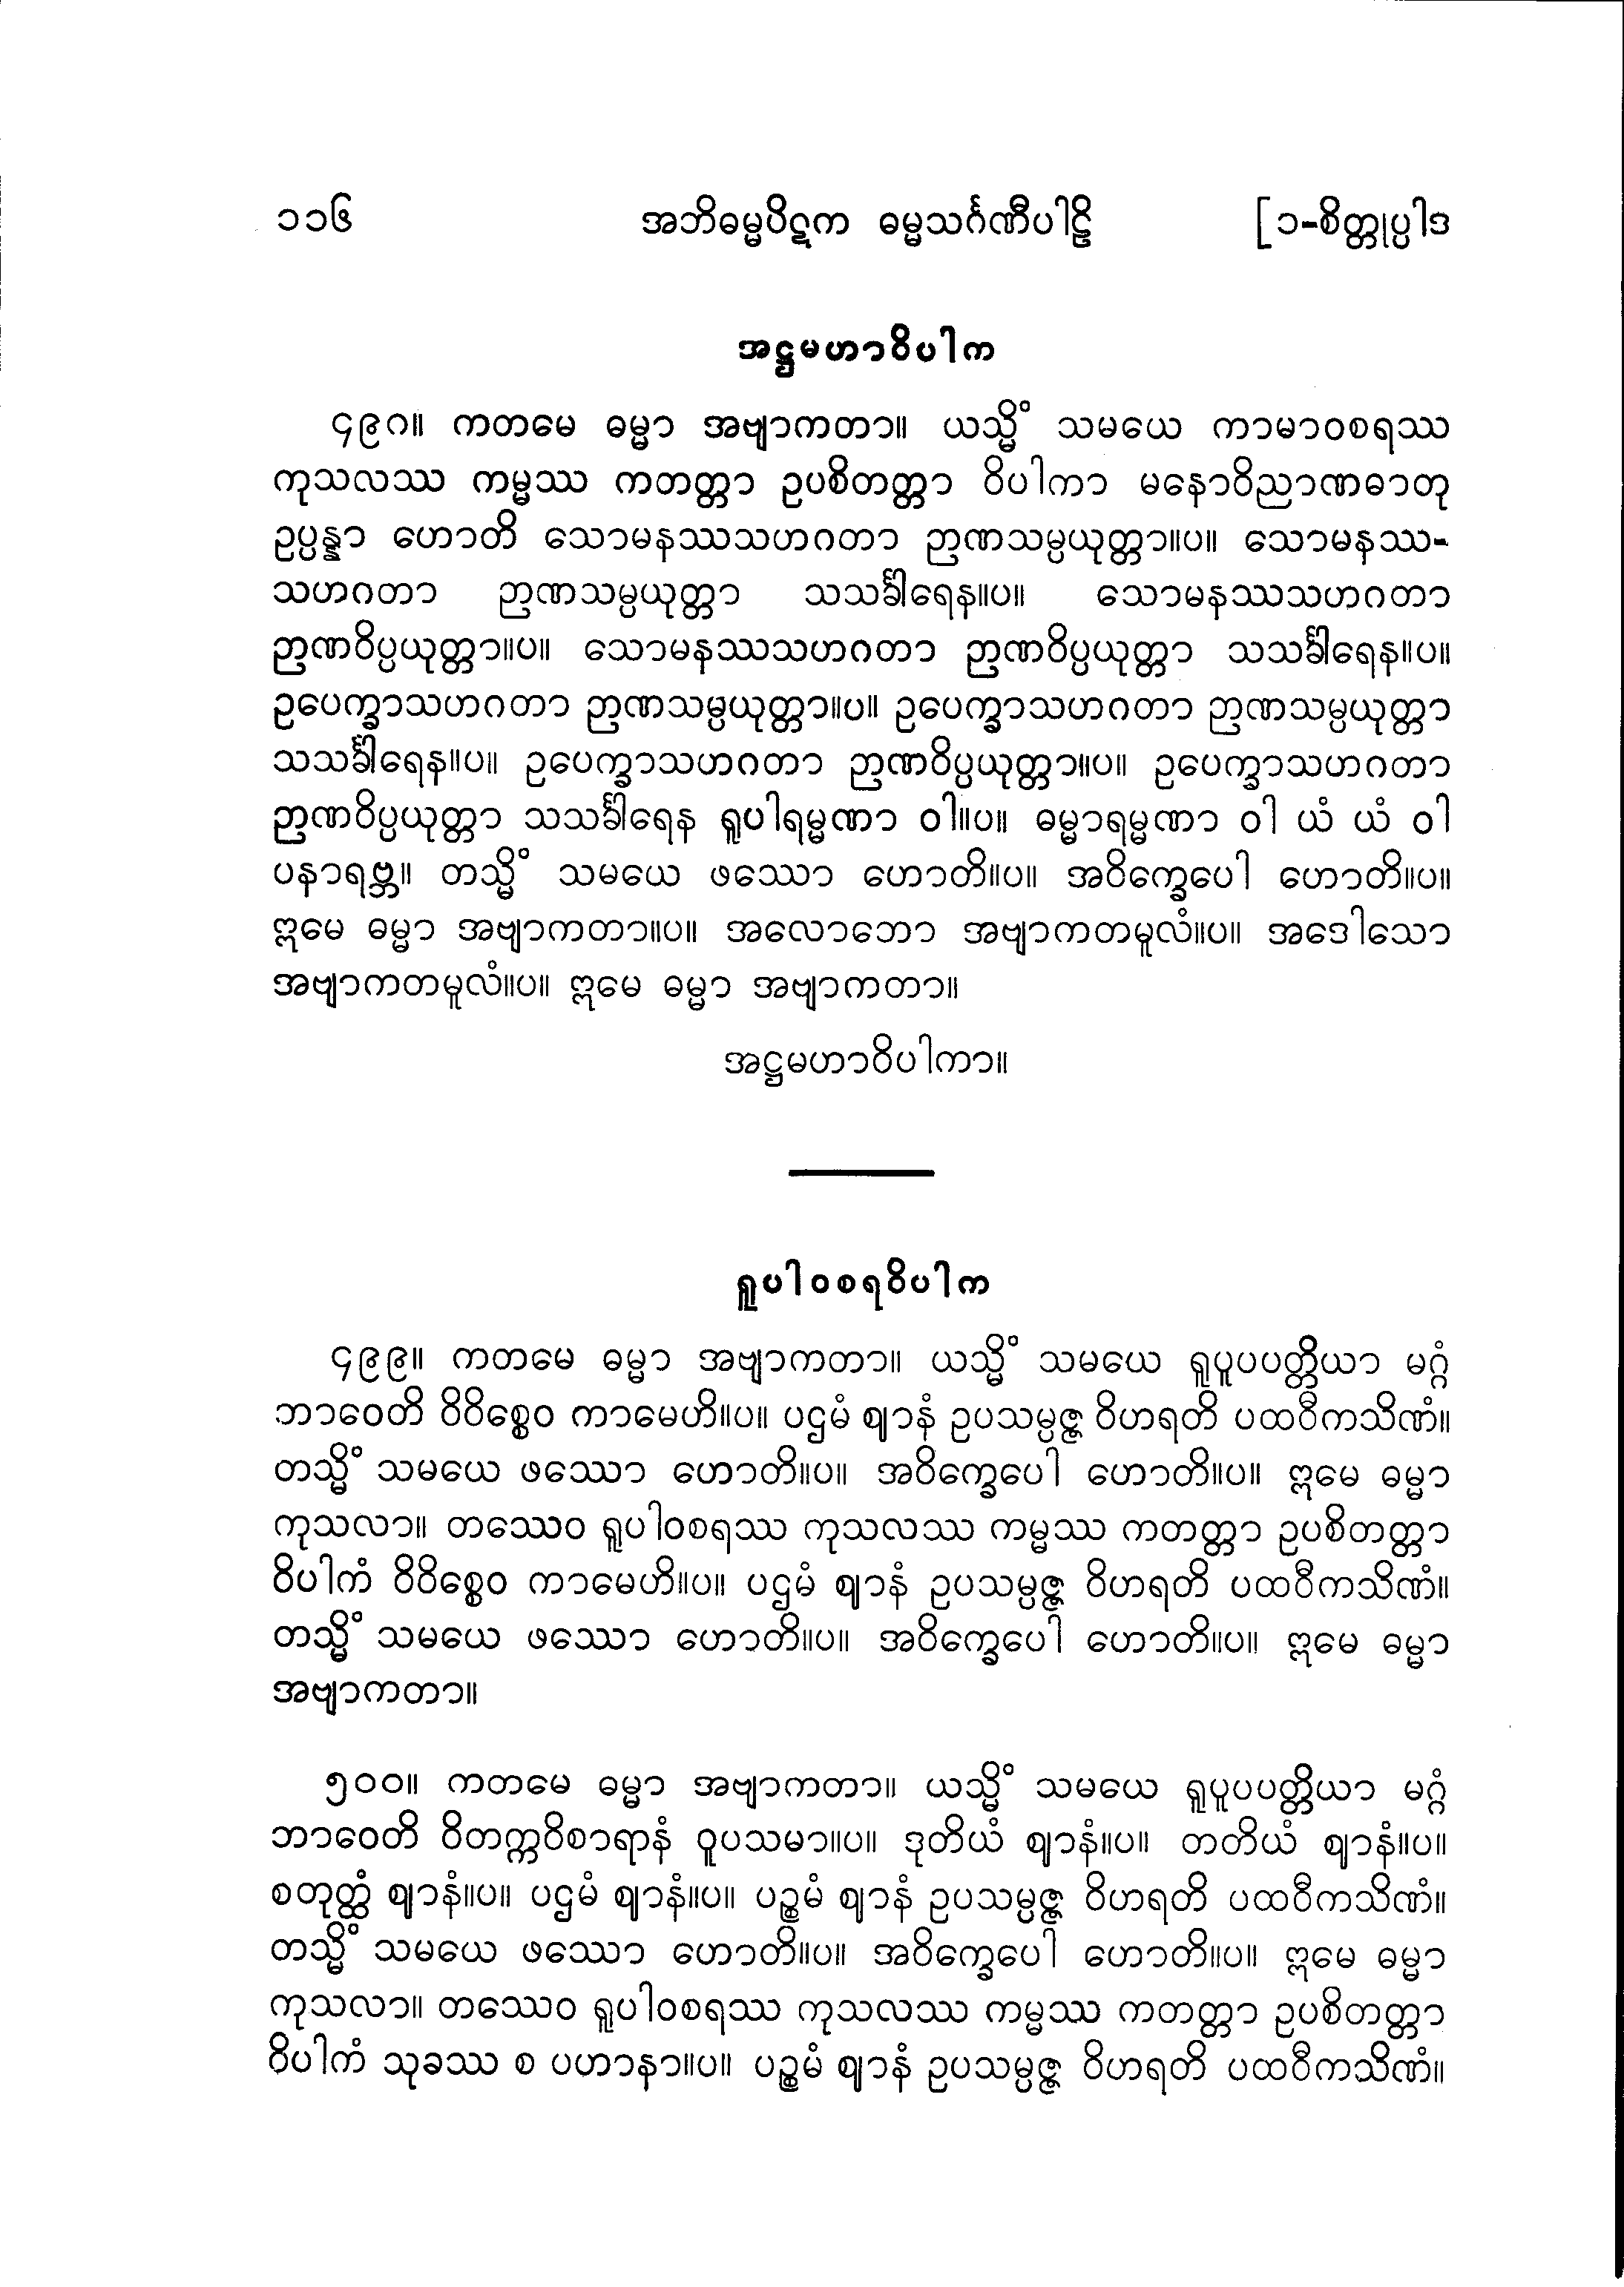 ၁၁၆ အဘိဓမ္မပိဋက ဓမ္မသင်္ဂဏီပါဠိ [၁-စိတ္တုပ္ပါဒ
အဋ္ဌမဟာဝိပါက
၄၉၈။ ကတမေ ဓမ္မာ အဗျာကတာ။ ယသ္မိံ သမယေ ကာမာဝစရဿ
ကုသလဿ ကမ္မဿ ကတတ္တာ ဥပစိတတ္တာ ဝိပါကာ မနောဝိညာဏဓာတု
ဥပ္ပန္နာ ဟောတိ သောမနဿသဟဂတာ ဉာဏသမ္ပယုတ္တာ။ပ။ သောမနဿ-
သဟဂတာ ဉာဏသမ္ပယုတ္တာ သသင်္ခါရေန။ပ။ သောမနဿသဟဂတာ
ဉာဏဝိပ္ပယုတ္တာ။ပ။ သောမနဿသဟဂတာ ဉာဏဝိပ္ပယုတ္တာ သသင်္ခါရေန။ပ။
ဥပေက္ခာသဟဂတာ ဉာဏသမ္ပယုတ္တာ။ပ။ ဥပေက္ခာသဟဂတာ ဉာဏသမ္ပယုတ္တာ
သသင်္ခါရေန။ပ။ ဥပေက္ခာသဟဂတာ ဉာဏဝိပ္ပယုတ္တာ။ပ။ ဥပေက္ခာသဟဂတာ
ဉာဏဝိပ္ပယုတ္တာ သသင်္ခါရေန ရူပါရမ္မဏာ ဝါ။ပ။ ဓမ္မာရမ္မဏာ ဝါ ယံ ယံ ဝါ
ပနာရဗ္ဘ။ တသ္မိံ သမယေ ဖဿော ဟောတိ။ပ။ အဝိက္ခေပေါ ဟောတိ။ပ။
ဣမေ ဓမ္မာ အဗျာကတာ။ပ။ အလောဘော အဗျာကတမူလံ။ပ။ အဒေါသော
အဗျာကတမူလံ။ပ။ ဣမေ ဓမ္မာ အဗျာကတာ။
အဋ္ဌမဟာဝိပါကာ။
ရူပါဝစရဝိပါက
၄၉၉။ ကတမေ ဓမ္မာ အဗျာကတာ။ ယသ္မိံ သမယေ ရူပူပပတ္တိယာ မဂ္ဂံ
ဘာဝေတိ ဝိဝိစ္စေဝ ကာမေဟိ။ပ။ ပဌမံ ဈာနံ ဥပသမ္ပဇ္ဇ ဝိဟရတိ ပထဝီကသိဏံ။
တသ္မိံ သမယေ ဖဿော ဟောတိ။ပ။ အဝိက္ခေပေါ ဟောတိ။ပ။ ဣမေ ဓမ္မာ
ကုသလာ။ တဿေဝ ရူပါဝစရဿ ကုသလဿ ကမ္မဿ ကတတ္တာ ဥပစိတတ္တာ
ဝိပါကံ ဝိဝိစ္စေဝ ကာမေဟိ။ပ။ ပဌမံ ဈာနံ ဥပသမ္ပဇ္ဇ ဝိဟရတိ ပထဝီကသိဏံ။
တသ္မိံ သမယေ ဖဿော ဟောတိ။ပ။ အဝိက္ခေပေါ ဟောတိ။ပ။ ဣမေ ဓမ္မာ
အဗျာကတာ။
၅၀၀။ ကတမေ ဓမ္မာ အဗျာကတာ။ ယသ္မိံ သမယေ ရူပူပပတ္တိယာ မဂ္ဂံ
ဘာဝေတိ ဝိတက္ကဝိစာရာနံ ဝူပသမာ။ပ။ ဒုတိယံ ဈာနံ။ပ။ တတိယံ ဈာနံ။ပ။
စတုတ္ထံ ဈာနံ။ပ။ ပဌမံ ဈာနံ။ပ။ ပဉ္စမံ ဈာနံ ဥပသမ္ပဇ္ဇ ဝိဟရတိ ပထဝီကသိဏံ။
တသ္မိံ သမယေ ဖဿော ဟောတိ။ပ။ အဝိက္ခေပေါ ဟောတိ။ပ။ ဣမေ ဓမ္မာ
ကုသလာ။ တဿေဝ ရူပါဝစရဿ ကုသလဿ ကမ္မဿ ကတတ္တာ ဥပစိတတ္တာ
ဝိပါကံ သုခဿ စ ပဟာနာ။ပ။ ပဉ္စမံ ဈာနံ ဥပသမ္ပဇ္ဇ ဝိဟရတိ ပထဝီကသိဏံ။